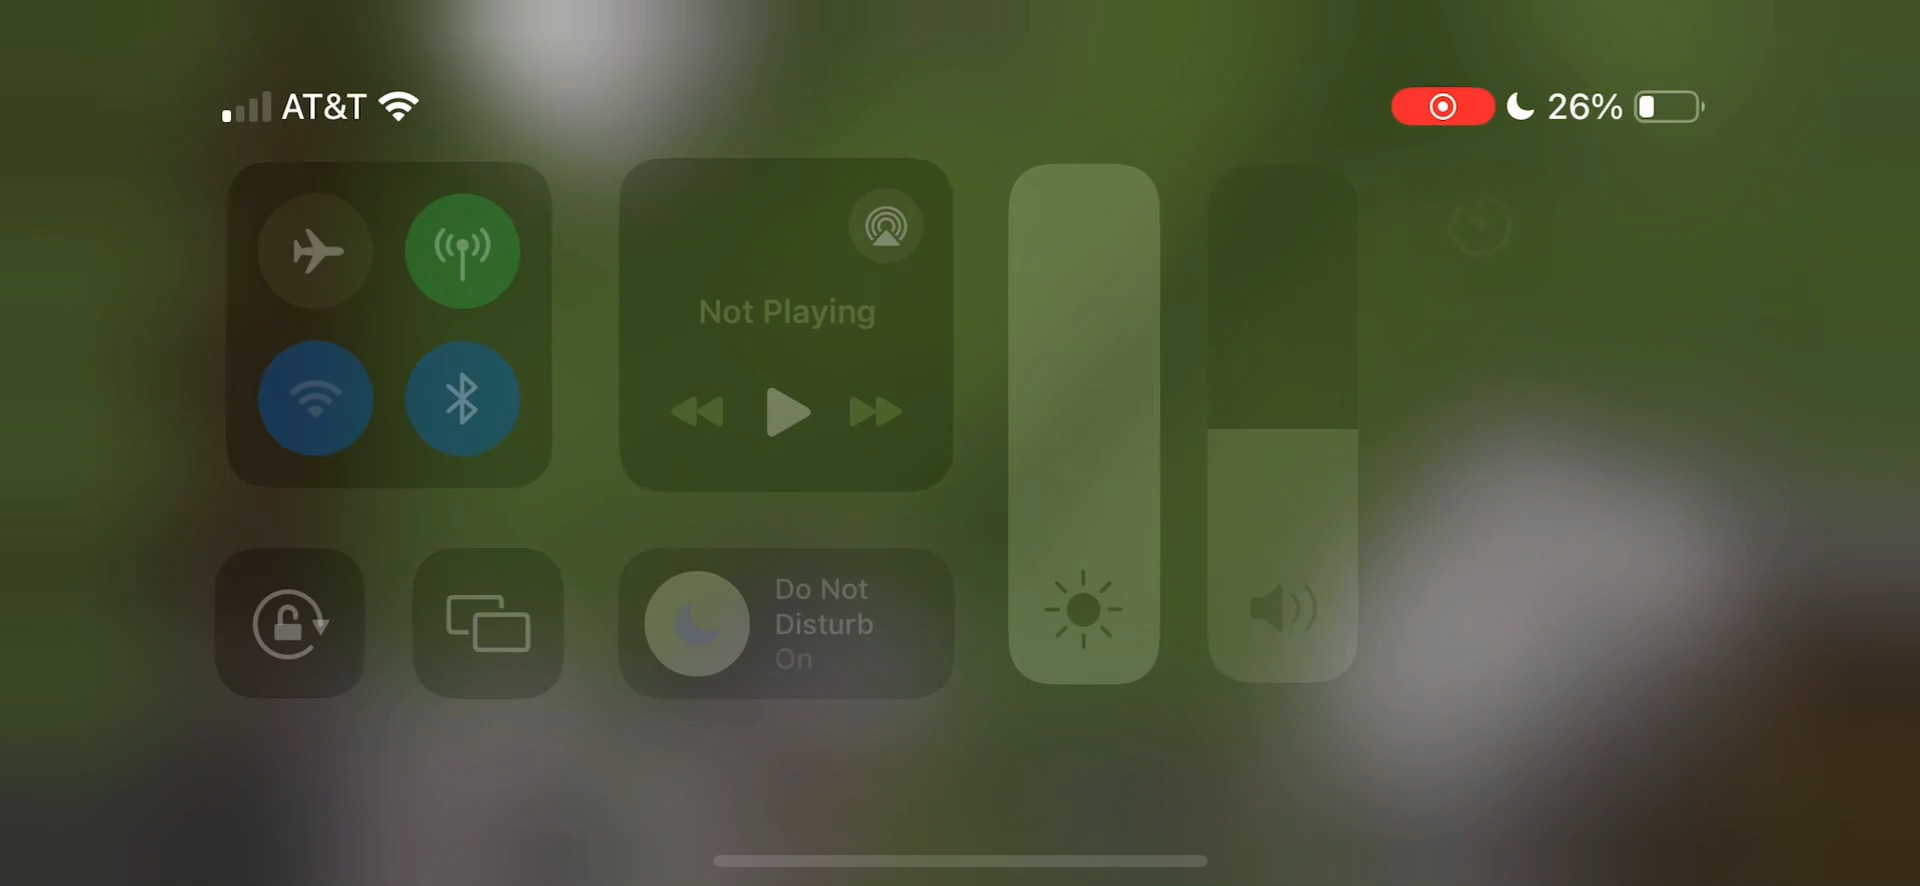 AT&T
26%
Not Playing
Do Not
Disturb
On